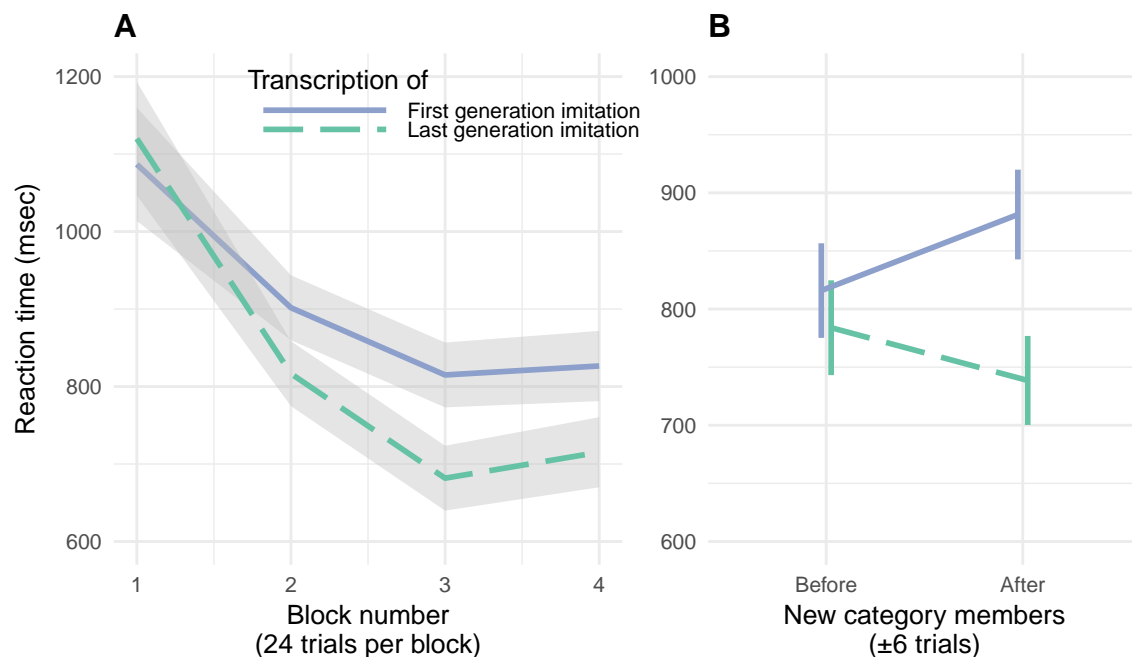 A
Transcription of
First generation imitation
Last generation imitation
Reaction time (msec)
1200
1000
800
600
1
2
3
4
Block number
(24 trials per block)
B
1000
900
800
700
600
Before
After
New category members
(±6 trials)